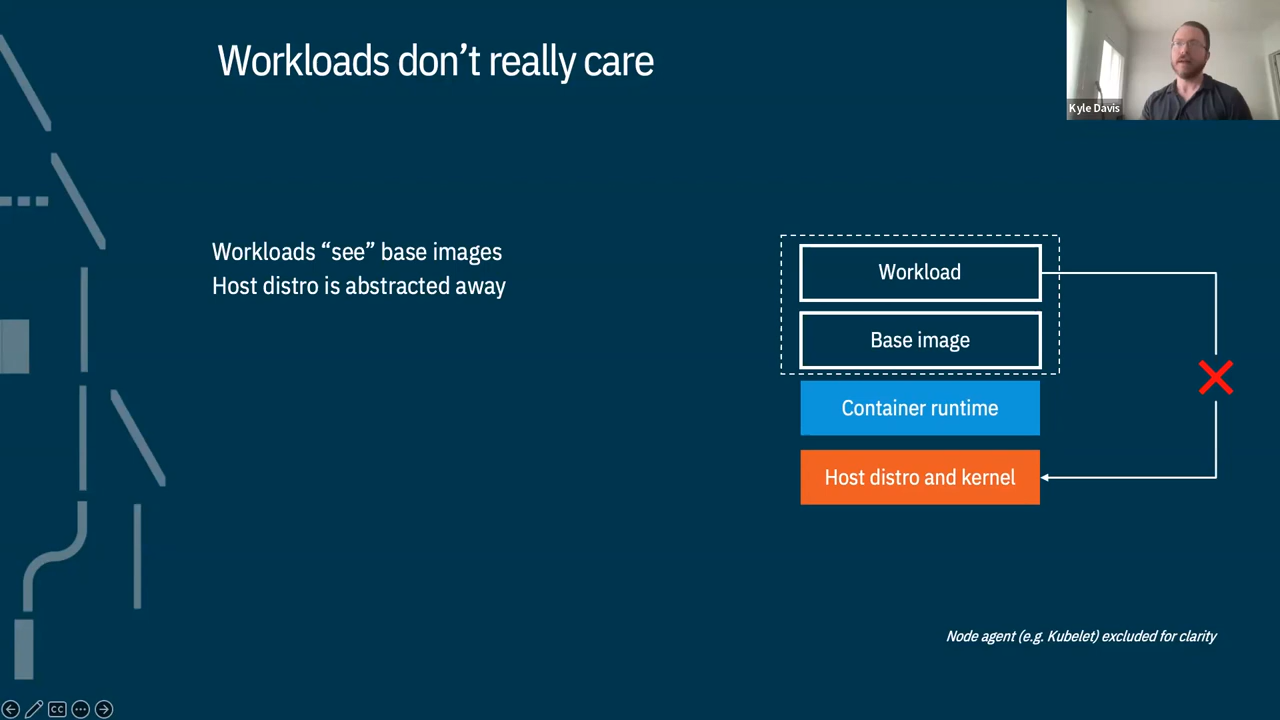 Workloads don’t really care
Kyle Davis
Workloads “see” base images
Host distro is abstracted away
Workload
Base image
Container runtime
Host distro and kernel
Node agent (e.g. Kubelet) excluded for clarity
CC